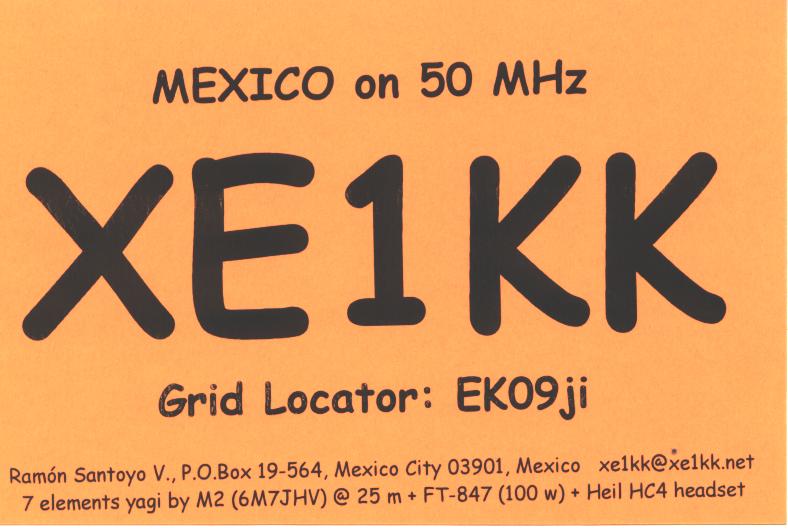 MEXICO on 50 MHz
XE1KK
Grid Locator: EK09ji
Ramón Santoyo V., P.O.Box 19-564, Mexico City 03901, Mexico xe1kk@xe1kk.net
7 elements yagi by M2 (6M7JHV) @ 25 m + FT-847 (100 w) + Heil HC4 headset